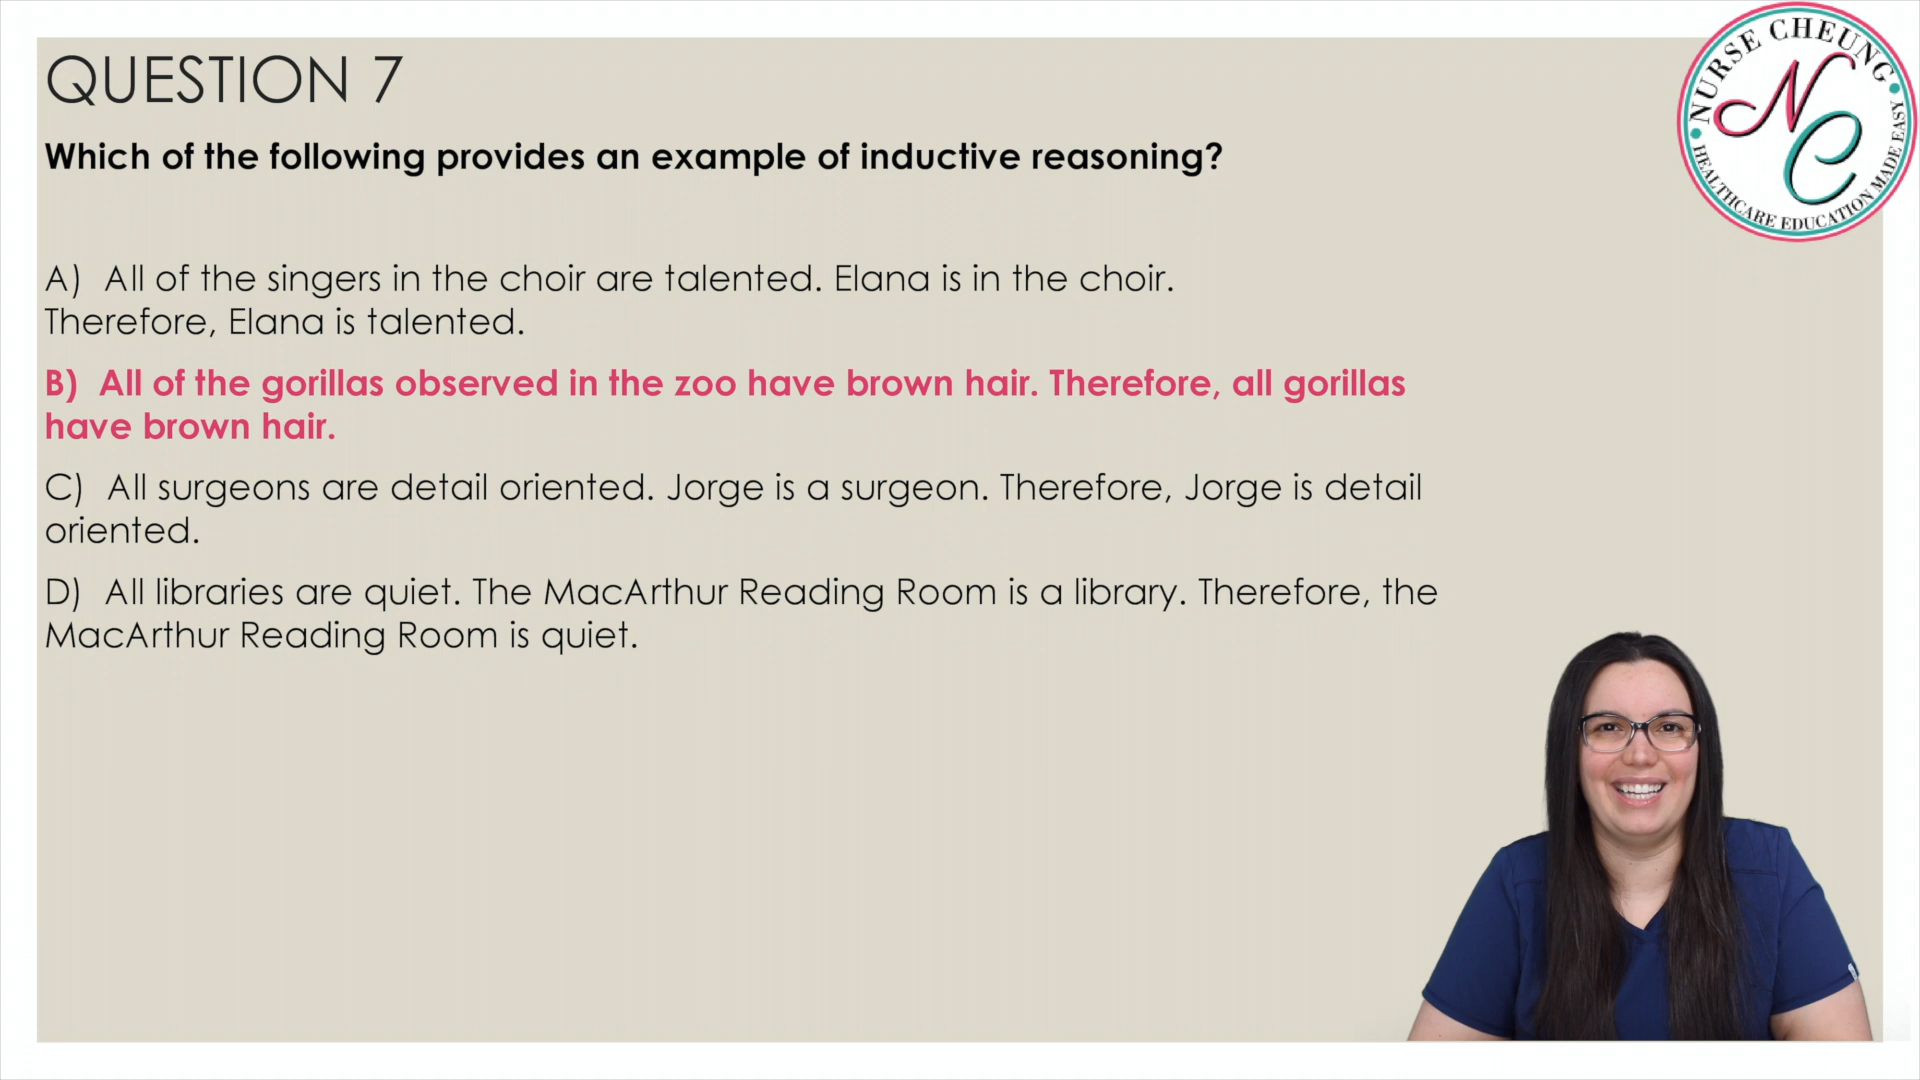 QUESTION 7
Which of the following provides an example of inductive reasoning?
A) All of the singers in the choir are talented. Elana is in the choir.
Therefore, Elana is talented.
B) All of the gorillas observed in the zoo have brown hair. Therefore, all gorillas
have brown hair.
C) All surgeons are detail oriented. Jorge is a surgeon. Therefore, Jorge is detail
oriented.
D) All libraries are quiet. The MacArthur Reading Room is a library. Therefore, the
MacArthur Reading Room is quiet.
NURSE CHEUNG
NC
HEALTHCARE EDUCATION MADE EASY